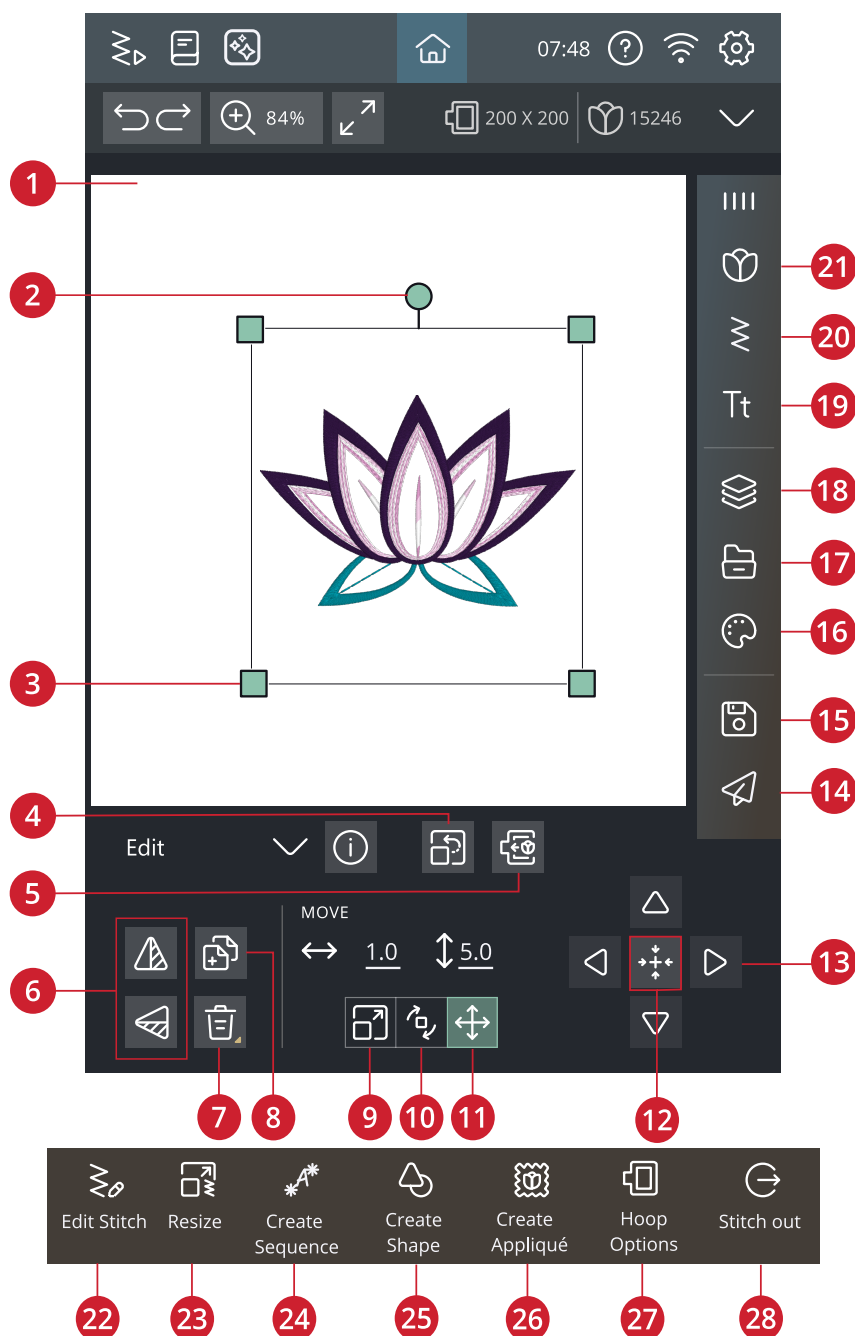 07:48 ?
84% 200 X 200 15246
1
21
2
20
Tt 19
18
17
16
3
15
14
4
Edit i
5
MOVE
1.0 5.0
13
6
7 8 9 10 11 12
Edit Stitch Resize Create Sequence Create Shape Create Appliqué Hoop Options Stitch out
22 23 24 25 26 27 28